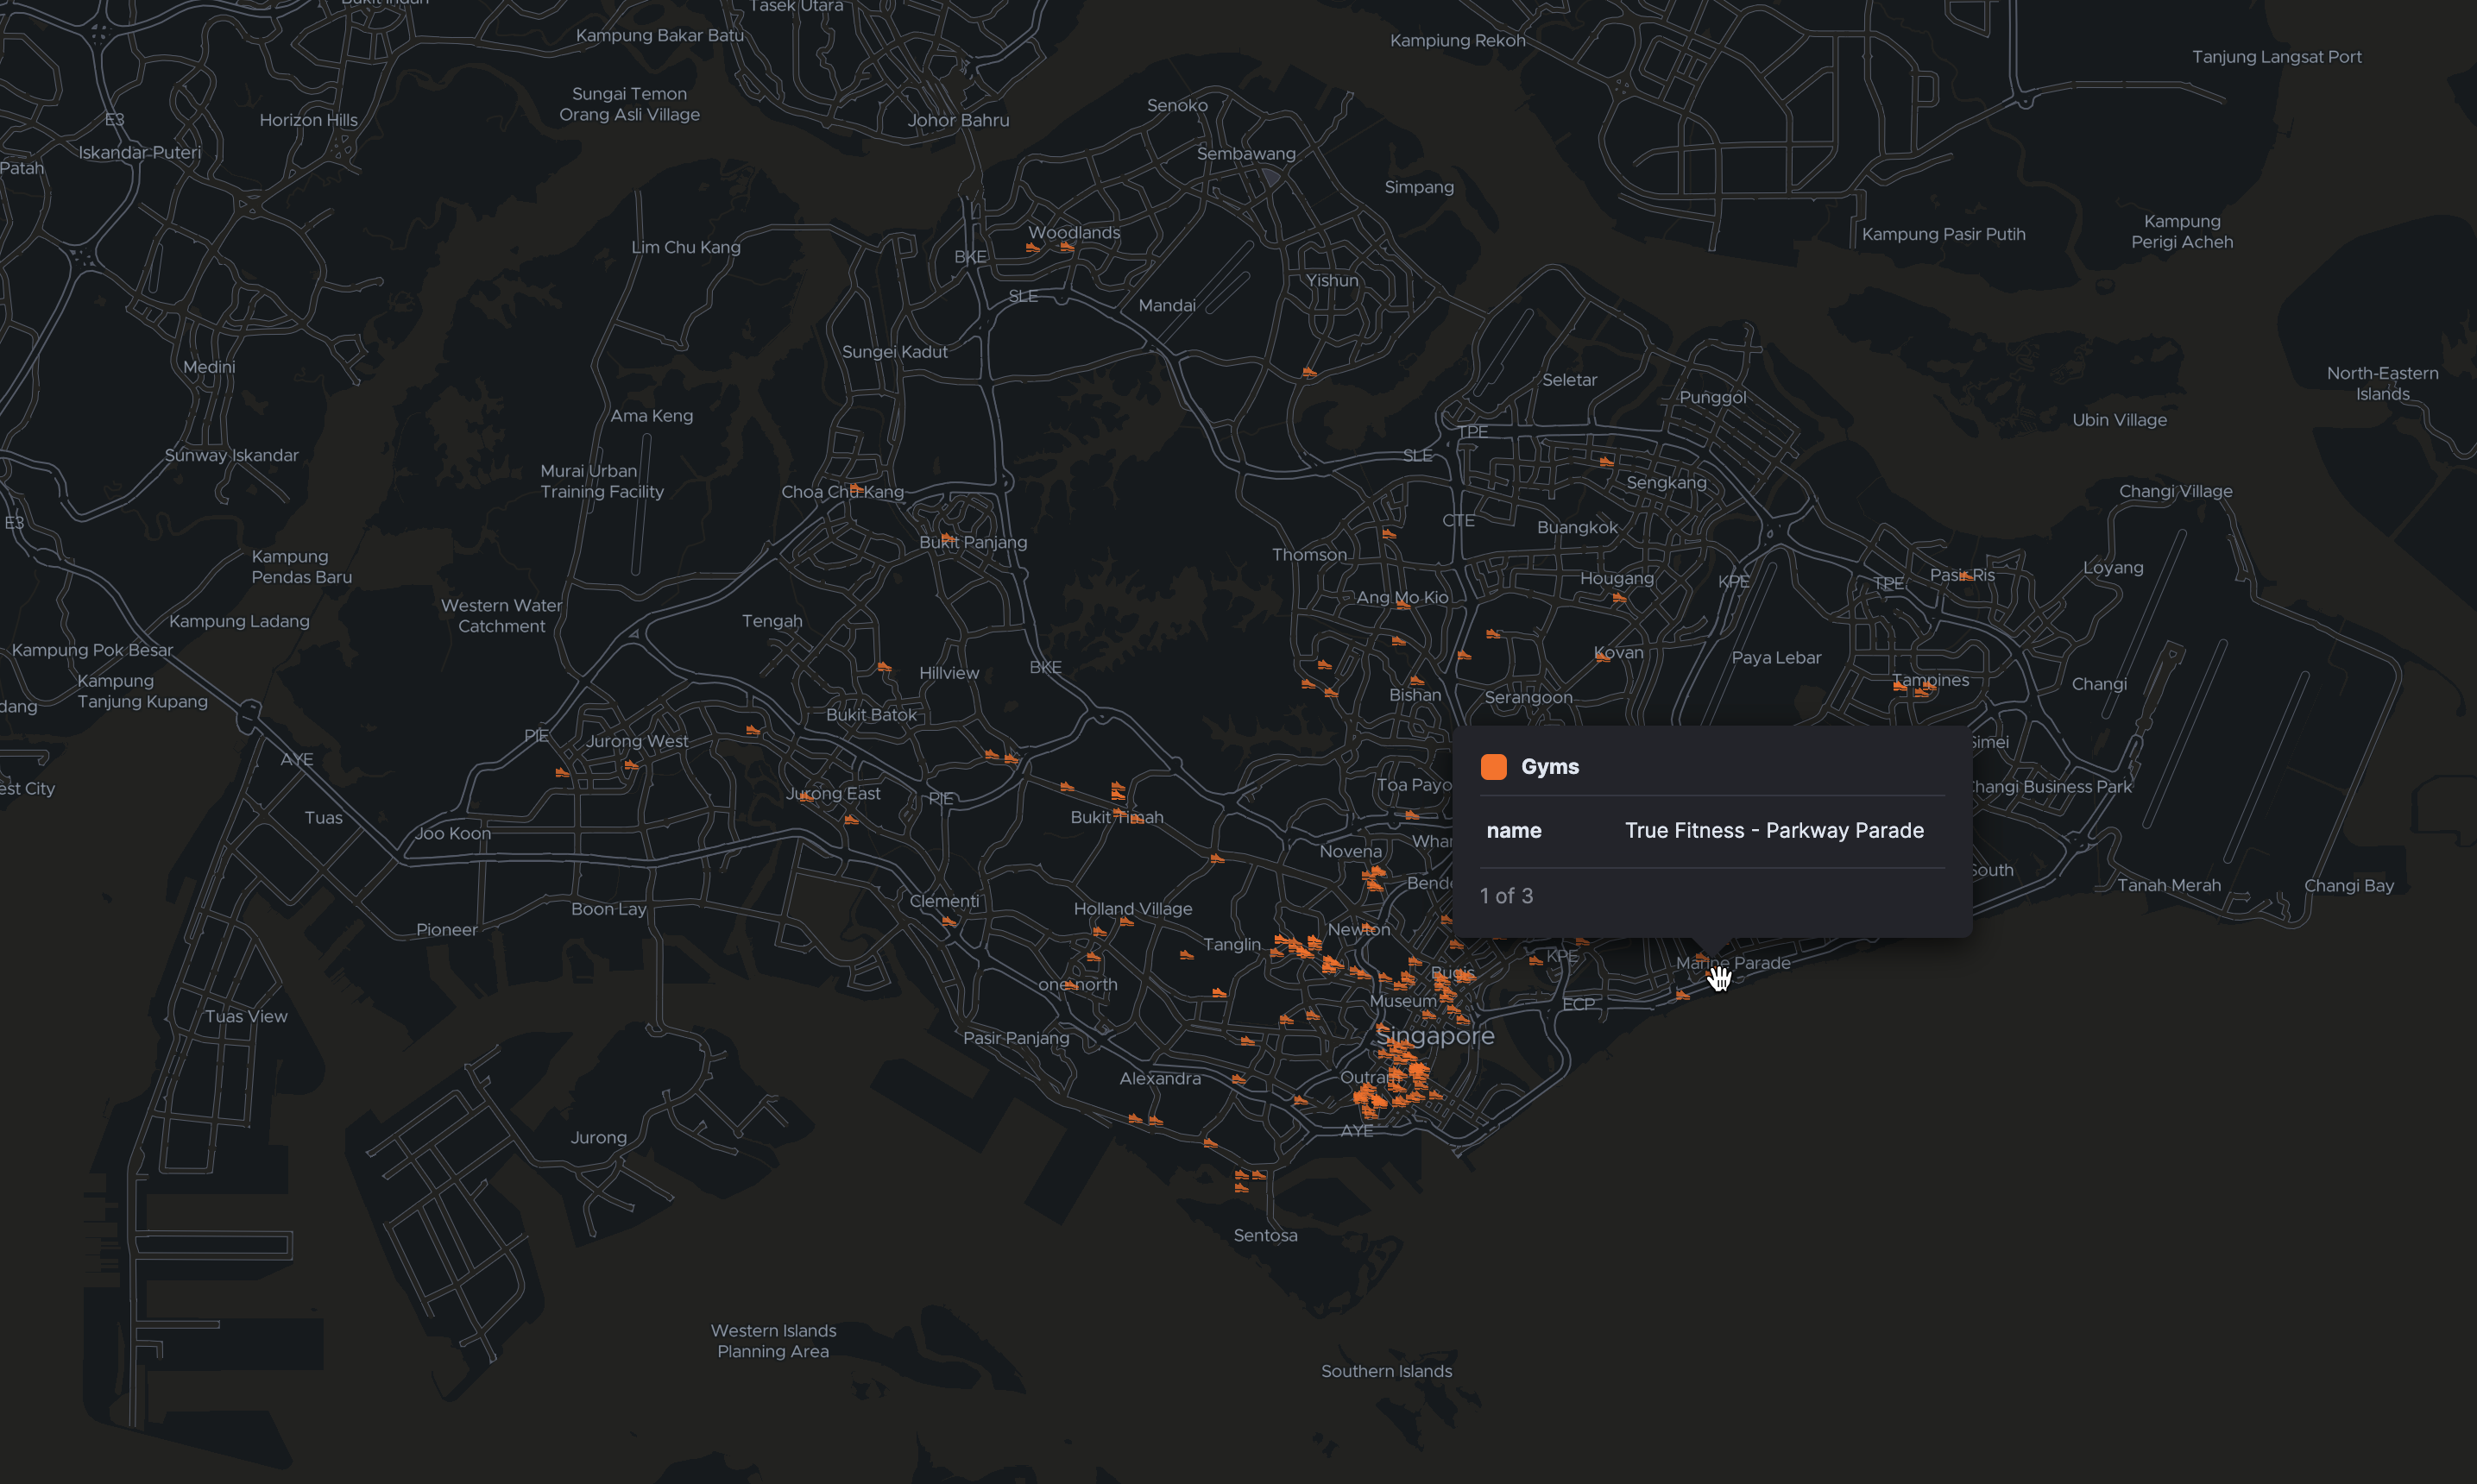 Tasek Utara
Kampung Bakar Batu
Kampiung Rekoh
Tanjung Langsat Port
Sungai Temon
Orang Asli Village
Senoko
E3
Horizon Hills
Johor Bahru
Iskandar Puteri
Sembawang
Patah
Simpang
Kampung
Perigi Acheh
Woodlands
Kampung Pasir Putih
Lim Chu Kang
BKE
Yishun
SLE
Mandai
Sungei Kadut
Medini
Seletar
North-Eastern
Islands
Punggol
Ama Keng
Ubin Village
TPE
Sunway Iskandar
SLE
Murai Urban
Training Facility
Choa Chu Kang
Sengkang
Changi Village
E3
CTE
Buangkok
Bukit Panjang
Thomson
Kampung
Pendas Baru
Loyang
Hougang
KPE
TPE
Pasir Ris
Ang Mo Kio
Western Water
Catchment
Kampung Ladang
Tengah
Kampung Pok Besar
Kovan
Paya Lebar
BKE
Hillview
Kampung
Tanjung Kupang
Tampines
Changi
Bishan
Serangoon
dang
Bukit Batok
PIE
Jurong West
Simei
AYE
Gyms
est City
Jurong East
PIE
Toa Payo
Changi Business Park
Tuas
Bukit Timah
Joo Koon
name
True Fitness - Parkway Parade
Novena
Wham
South
Bende
Tanah Merah
Changi Bay
1 of 3
Clementi
Boon Lay
Holland Village
Pioneer
Newton
Tanglin
KPE
Marine Parade
Bugis
one-north
Museum
ECP
Tuas View
Pasir Panjang
Singapore
Alexandra
Outram
AYE
Jurong
Sentosa
Western Islands
Planning Area
Southern Islands